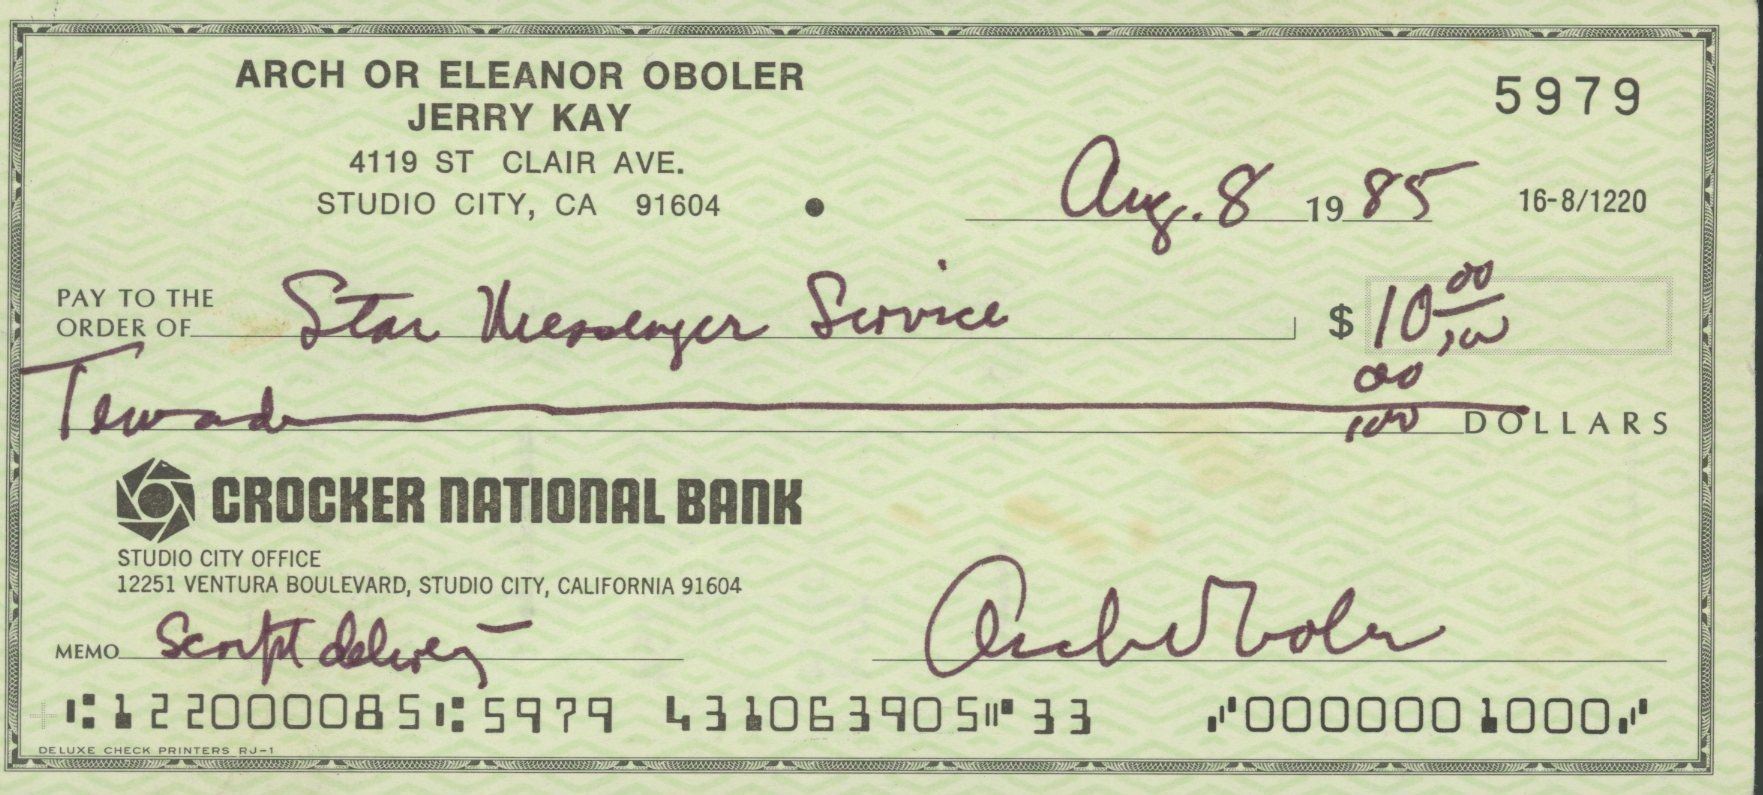 ARCH OR ELEANOR OBOLER
JERRY KAY
4119 ST CLAIR AVE.
STUDIO CITY, CA 91604
5979
Aug. 8 1985
16-8/1220
PAY TO THE ORDER OF Star Messenger Service $ 10 00/100
Ten and 00/100 DOLLARS
CROCKER NATIONAL BANK
STUDIO CITY OFFICE
12251 VENTURA BOULEVARD, STUDIO CITY, CALIFORNIA 91604
MEMO Script delivery
Arch Oboler
⑆122000085⑆5979 431063905⑈33 ⑈0000001000⑈
DELUXE CHECK PRINTERS RJ-1